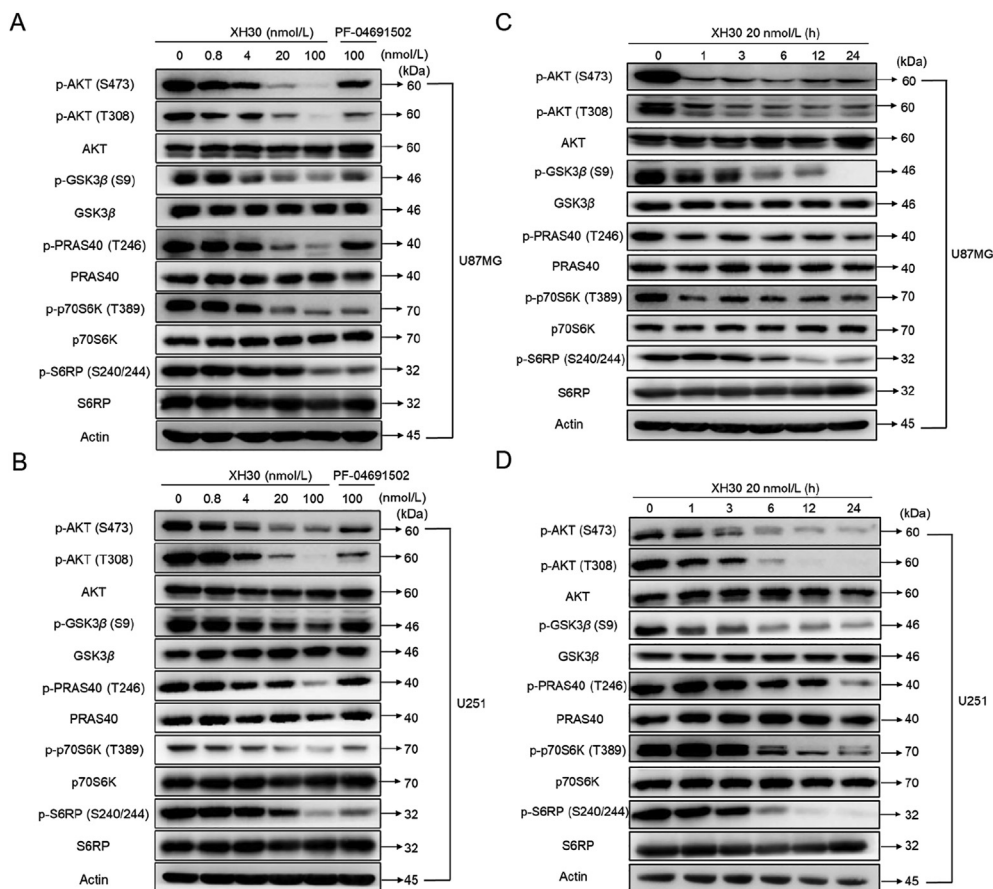 A
XH30 (nmol/L) PF-04691502
0 0.8 4 20 100 100 (nmol/L)
(kDa)
p-AKT (S473) 60
p-AKT (T308) 60
AKT 60
p-GSK3β (S9) 46
GSK3β 46
p-PRAS40 (T246) 40
PRAS40 40
U87MG
p-p70S6K (T389) 70
p70S6K 70
p-S6RP (S240/244) 32
S6RP 32
Actin 45
B
XH30 (nmol/L) PF-04691502
0 0.8 4 20 100 100 (nmol/L)
(kDa)
p-AKT (S473) 60
p-AKT (T308) 60
AKT 60
p-GSK3β (S9) 46
GSK3β 46
p-PRAS40 (T246) 40
U251
PRAS40 40
p-p70S6K (T389) 70
p70S6K 70
p-S6RP (S240/244) 32
S6RP 32
Actin 45
C
XH30 20 nmol/L (h)
0 1 3 6 12 24 (kDa)
p-AKT (S473) 60
p-AKT (T308) 60
AKT 60
p-GSK3β (S9) 46
GSK3β 46
p-PRAS40 (T246) 40
U87MG
PRAS40 40
p-p70S6K (T389) 70
p70S6K 70
p-S6RP (S240/244) 32
S6RP 32
Actin 45
D
XH30 20 nmol/L (h)
0 1 3 6 12 24 (kDa)
p-AKT (S473) 60
p-AKT (T308) 60
AKT 60
p-GSK3β (S9) 46
GSK3β 46
p-PRAS40 (T246) 40
U251
PRAS40 40
p-p70S6K (T389) 70
p70S6K 70
p-S6RP (S240/244) 32
S6RP 32
Actin 45